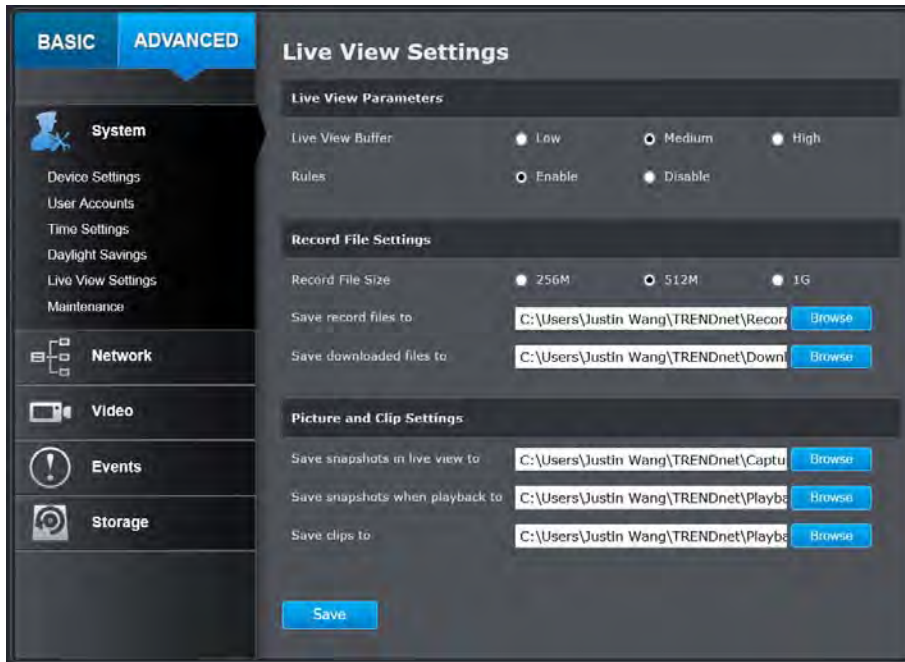 BASIC ADVANCED
System
Device Settings
User Accounts
Time Settings
Daylight Savings
Live View Settings
Maintenance
Network
Video
Events
Storage
Live View Settings
Live View Parameters
Live View Buffer Low Medium High
Rules Enable Disable
Record File Settings
Record File Size 256M 512M 1G
Save record files to C:\Users\Justin Wang\TRENDnet\Recor Browse
Save downloaded files to C:\Users\Justin Wang\TRENDnet\Downl Browse
Picture and Clip Settings
Save snapshots in live view to C:\Users\Justin Wang\TRENDnet\Captu Browse
Save snapshots when playback to C:\Users\Justin Wang\TRENDnet\Playba Browse
Save clips to C:\Users\Justin Wang\TRENDnet\Playba Browse
Save